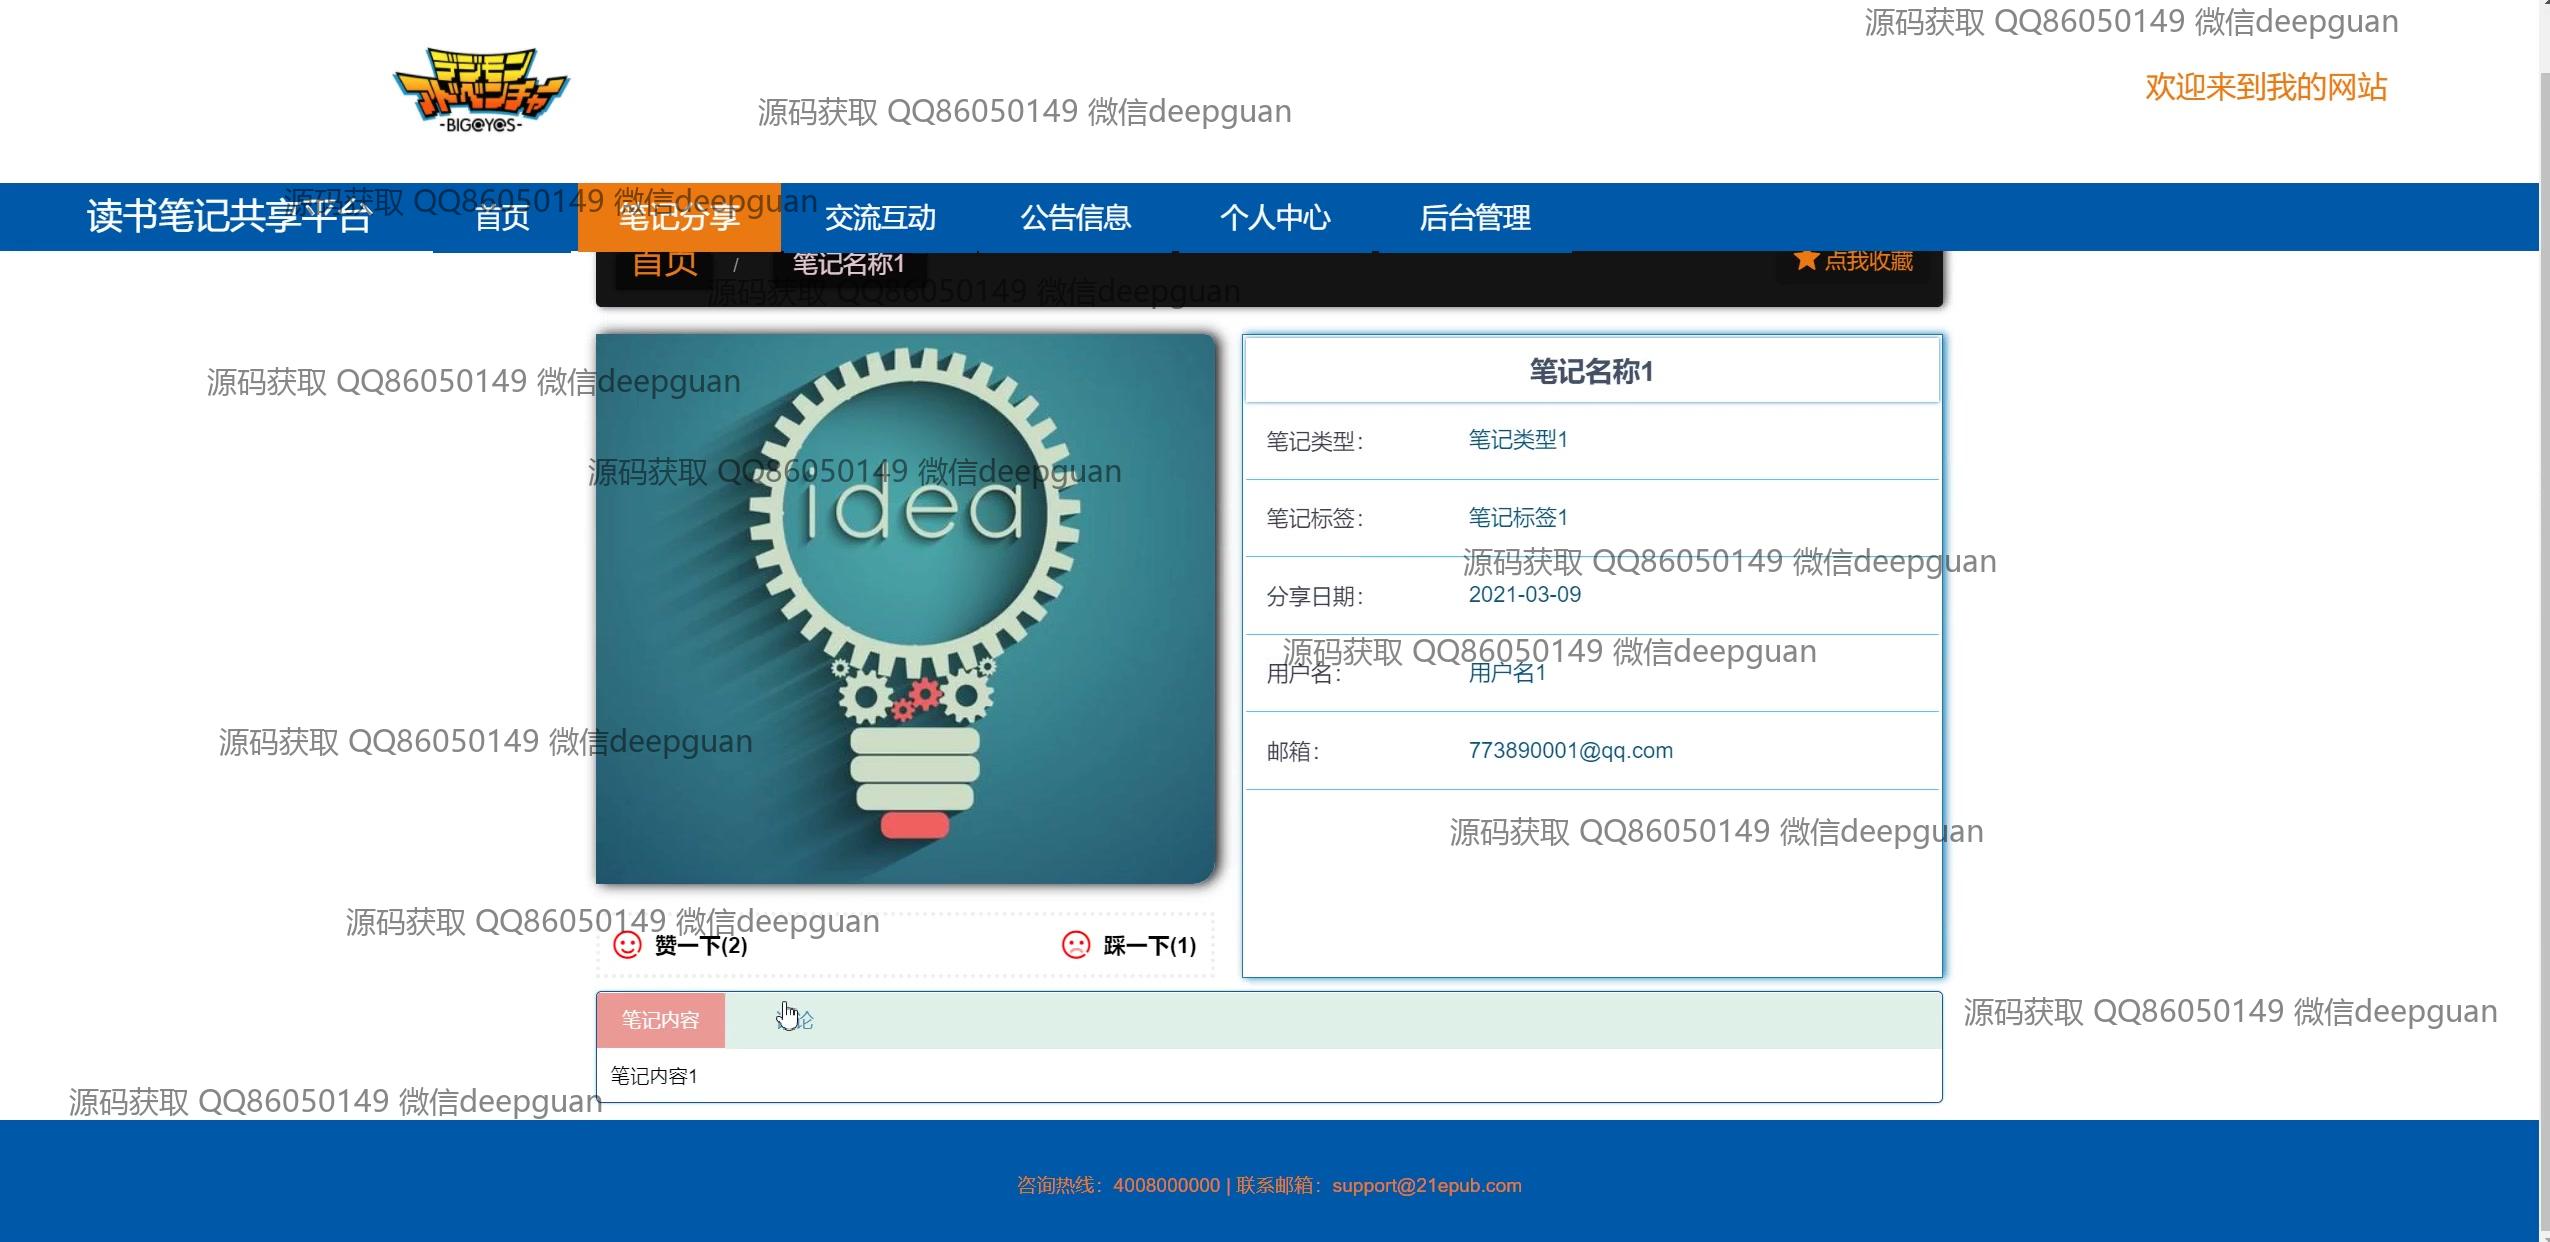 源码获取 QQ86050149 微信deepguan
デジモン
アドベンチャー
-BIG@Y@S-
欢迎来到我的网站
源码获取 QQ86050149 微信deepguan
源码获取 QQ86050149 微信deepguan
读书笔记共享平台
首页
笔记分享
交流互动
公告信息
个人中心
后台管理
首页 / 笔记名称1
点我收藏
源码获取 QQ86050149 微信deepguan
源码获取 QQ86050149 微信deepguan
源码获取 QQ86050149 微信deepguan
idea
笔记名称1
笔记类型： 笔记类型1
笔记标签： 笔记标签1
源码获取 QQ86050149 微信deepguan
分享日期： 2021-03-09
源码获取 QQ86050149 微信deepguan
用户名： 用户名1
源码获取 QQ86050149 微信deepguan
邮箱： 773890001@qq.com
源码获取 QQ86050149 微信deepguan
源码获取 QQ86050149 微信deepguan
赞一下(2)
踩一下(1)
笔记内容
论
源码获取 QQ86050149 微信deepguan
笔记内容1
源码获取 QQ86050149 微信deepguan
咨询热线：4008000000 | 联系邮箱：support@21epub.com